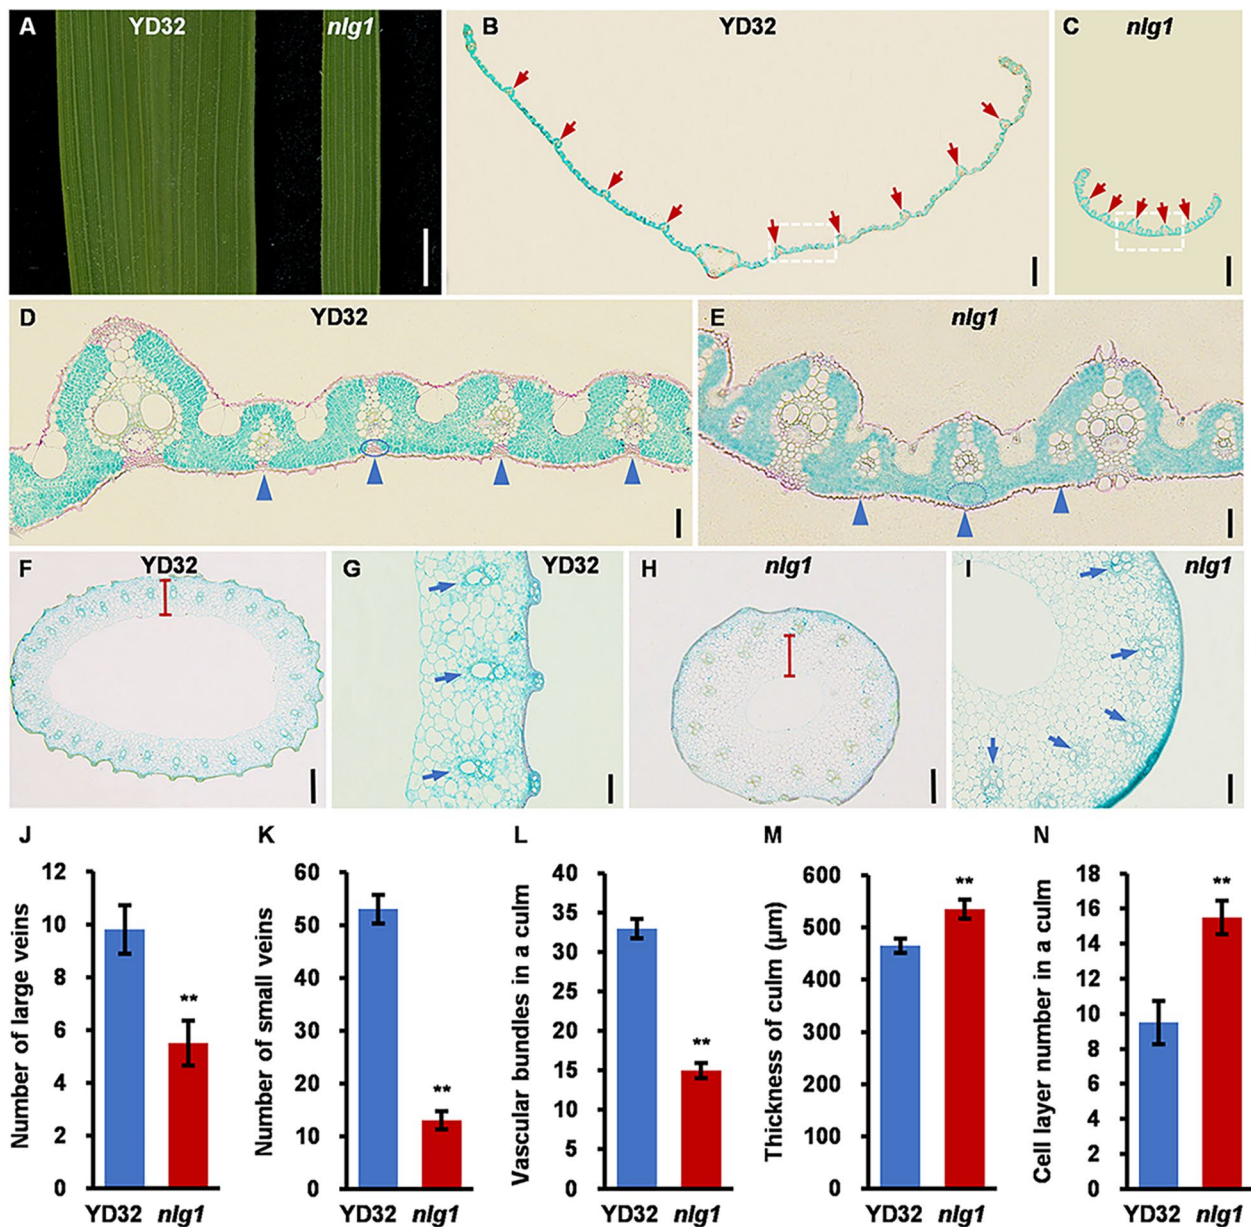 A YD32 nlg1
B YD32
C nlg1
D YD32
E nlg1
F YD32
G YD32
H nlg1
I nlg1
J
Number of large veins
12
10
8
6
4
2
0
**
YD32 nlg1
K
Number of small veins
60
50
40
30
20
10
0
**
YD32 nlg1
L
Vascular bundles in a culm
40
35
30
25
20
15
10
5
0
**
YD32 nlg1
M
Thickness of culm (μm)
600
500
400
300
200
100
0
**
YD32 nlg1
N
Cell layer number in a culm
18
16
14
12
10
8
6
4
2
0
**
YD32 nlg1